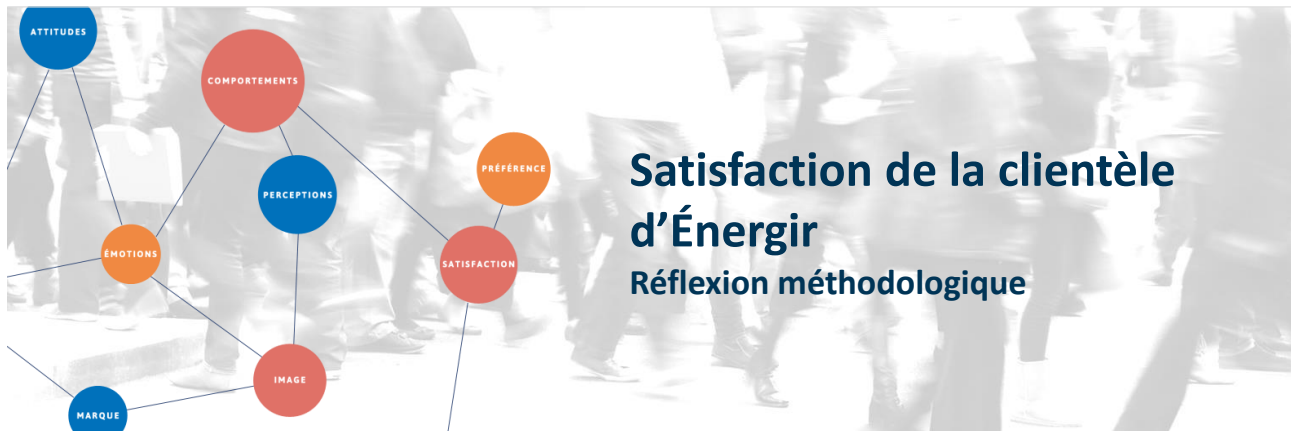 ATTITUDES
COMPORTEMENTS
PRÉFÉRENCE
PERCEPTIONS
ÉMOTIONS
SATISFACTION
IMAGE
MARQUE
Satisfaction de la clientèle
d’Énergir
Réflexion méthodologique